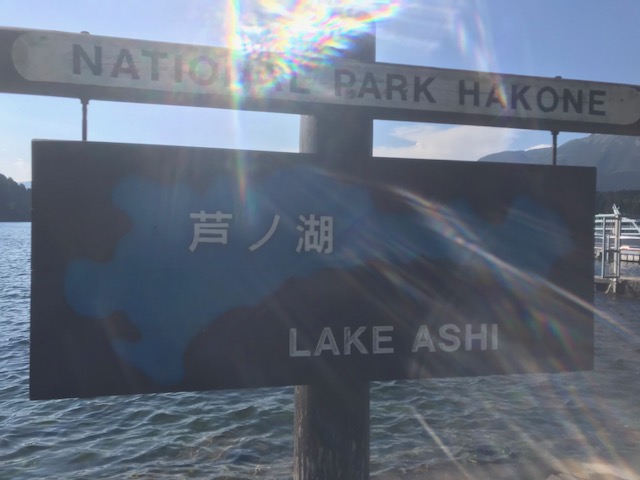 NATIONAL PARK HAKONE
芦ノ湖
LAKE ASHI